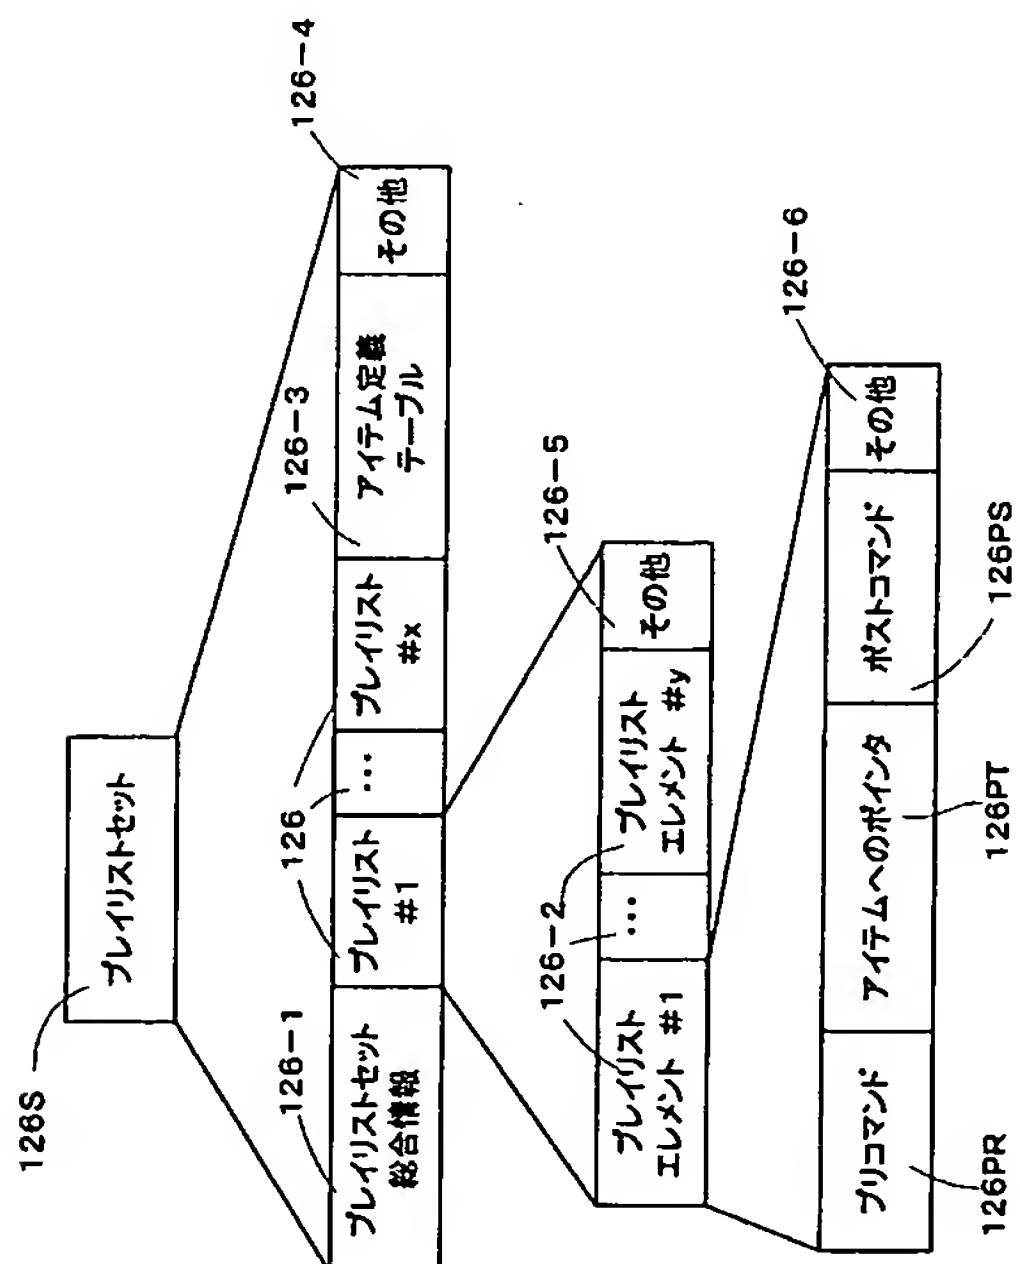 126S
プレイリストセット
126-1
126
126-3
126-4
プレイリストセット
総合情報
プレイリスト
#1
...
プレイリスト
#x
アイテム定義
テーブル
その他
126-2
126-5
プレイリスト
エレメント #1
...
プレイリスト
エレメント #y
その他
126-6
プリコマンド
アイテムへのポインタ
ポストコマンド
その他
126PR
126PT
126PS